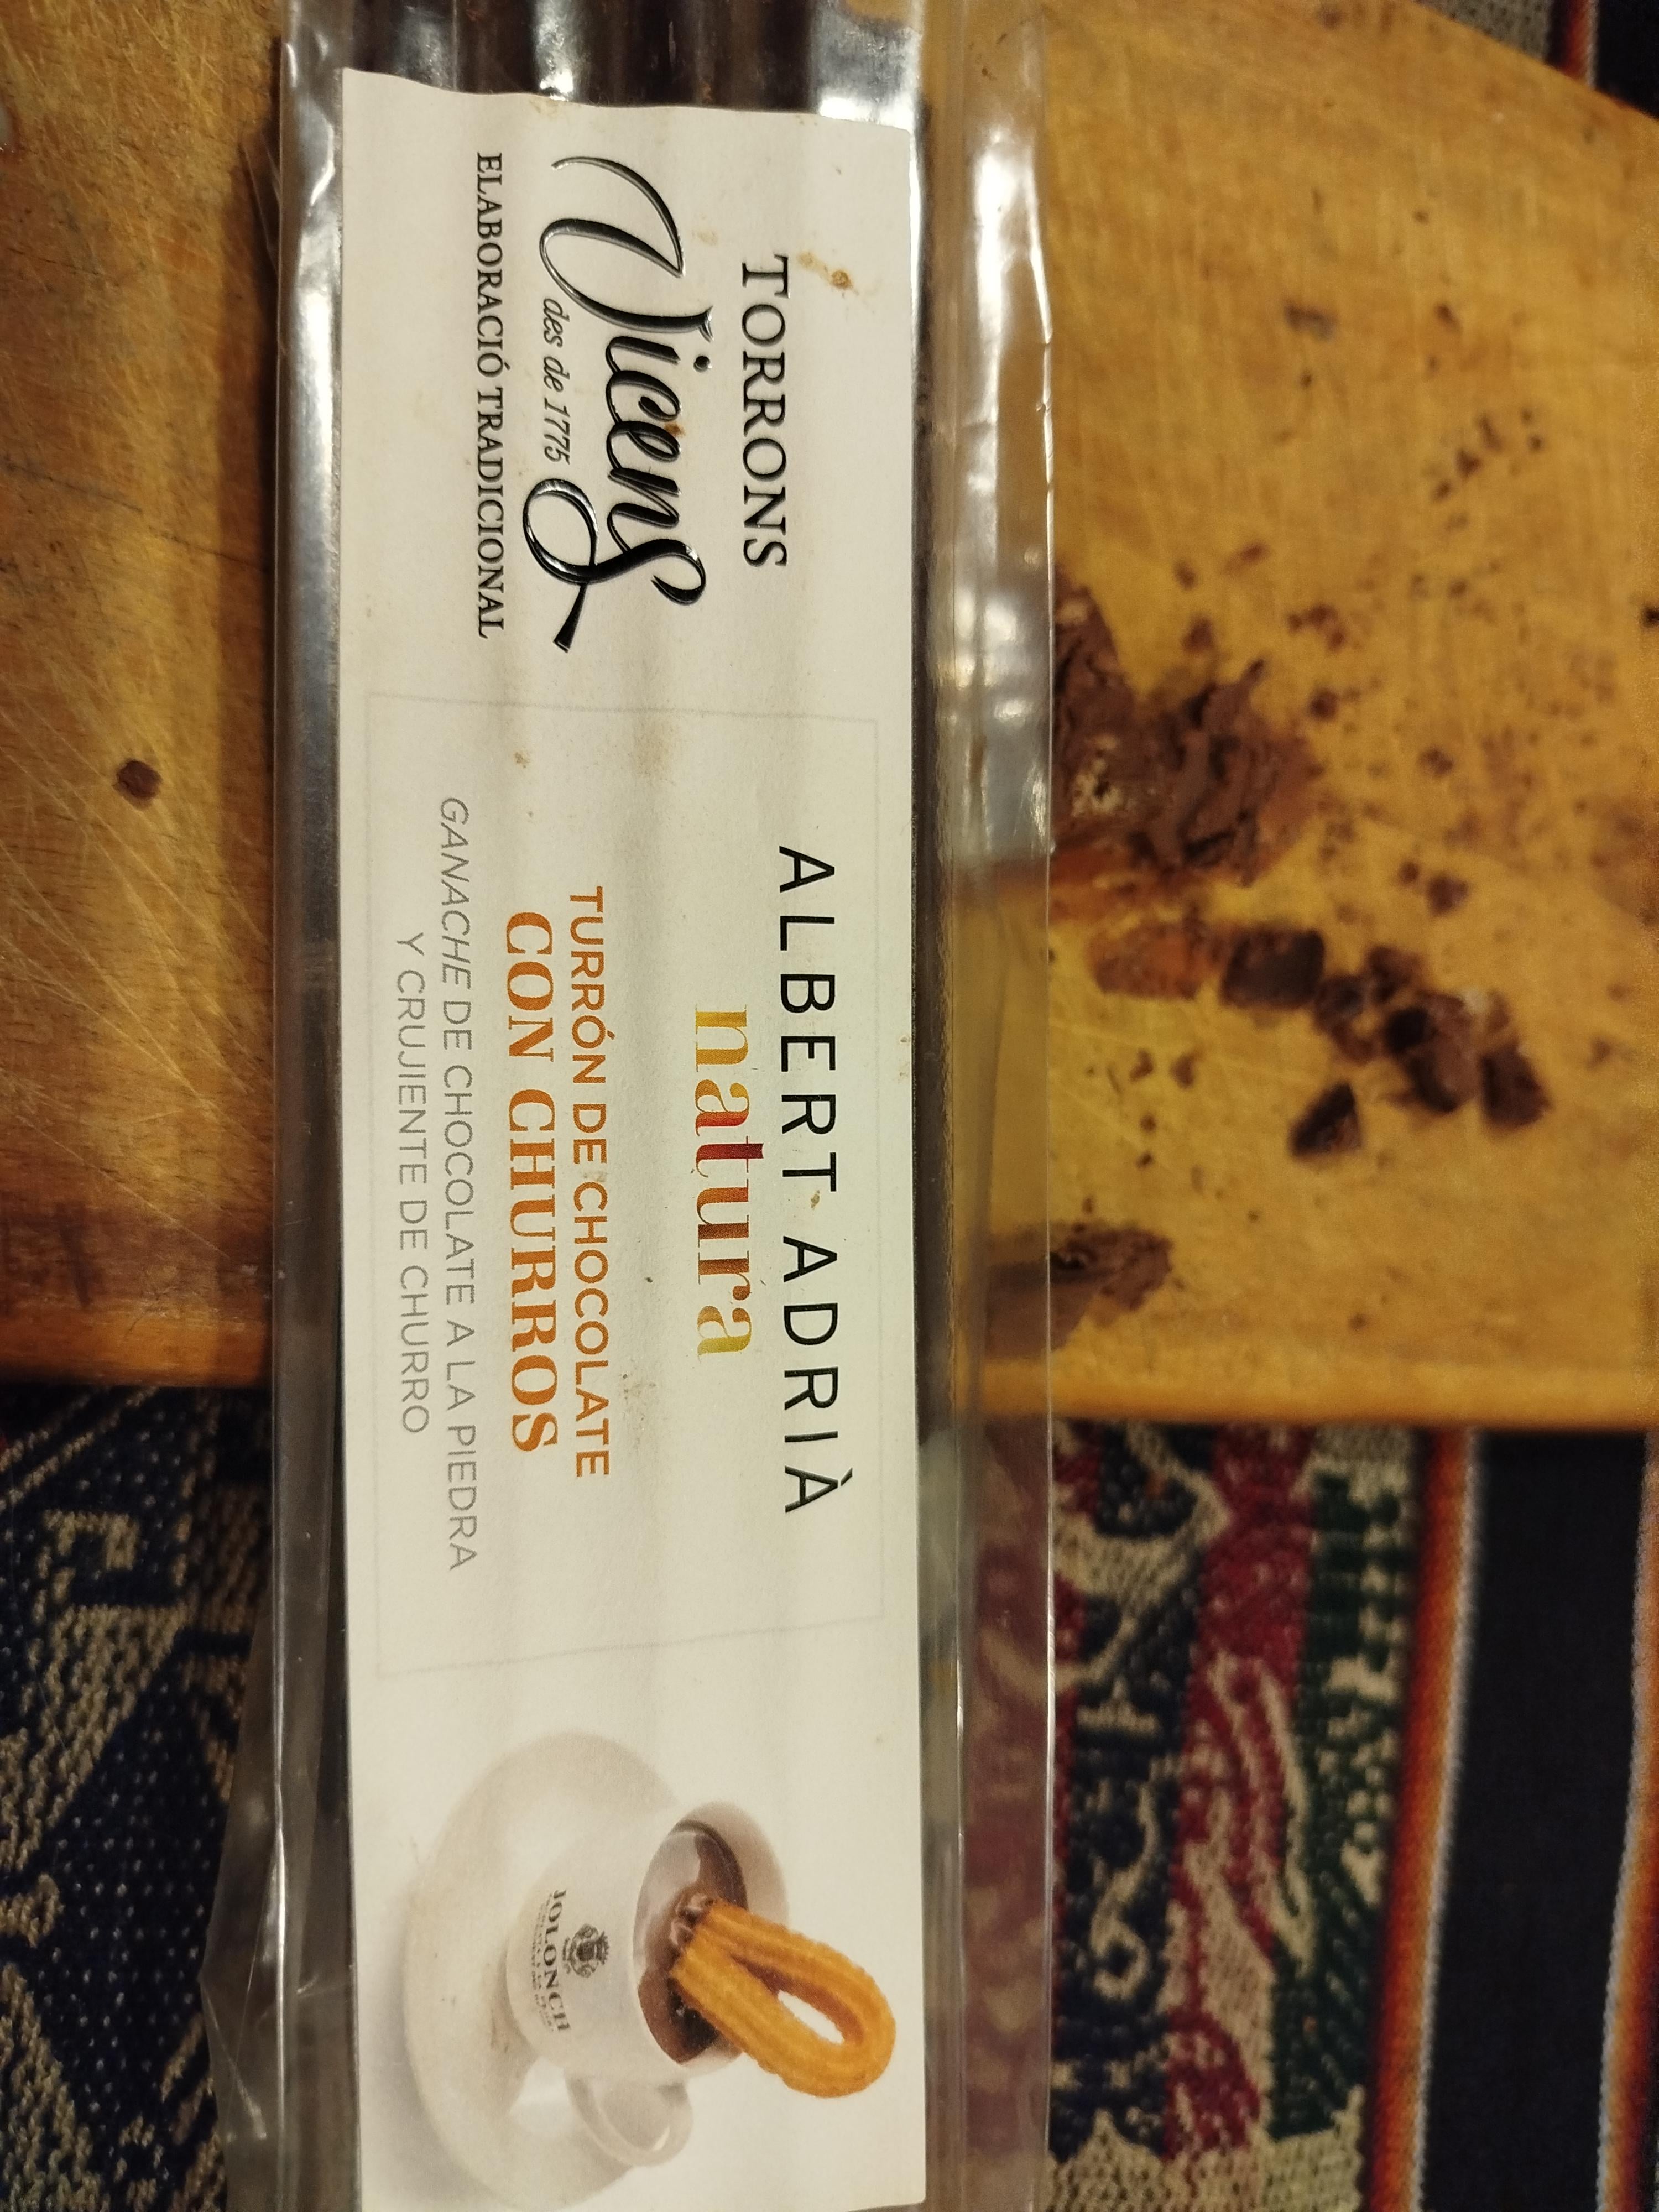 TORRONS
Vicens
des de 1775
ELABORACIÓ TRADICIONAL
ALBERT ADRIÀ
natura
TURRÓN DE CHOCOLATE
CON CHURROS
GANACHE DE CHOCOLATE A LA PIEDRA
Y CRUJIENTE DE CHURRO
JOLONCH